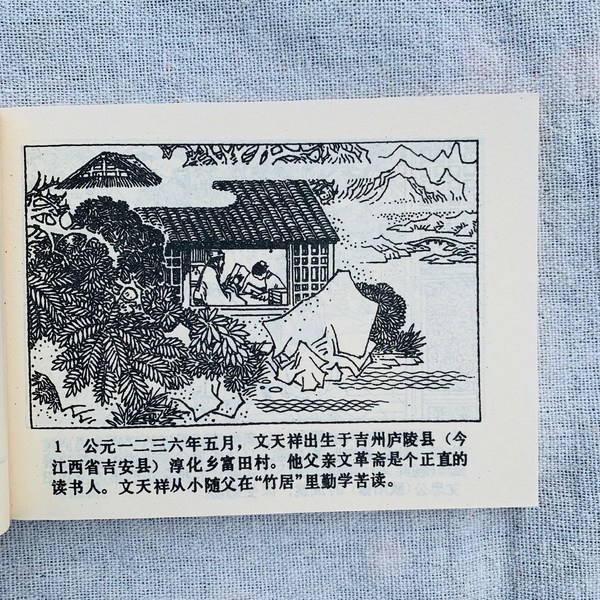 1 公元一二三六年五月，文天祥出生于吉州庐陵县（今
江西省吉安县）淳化乡富田村。他父亲文革斋是个正直的
读书人。文天祥从小随父在“竹居”里勤学苦读。